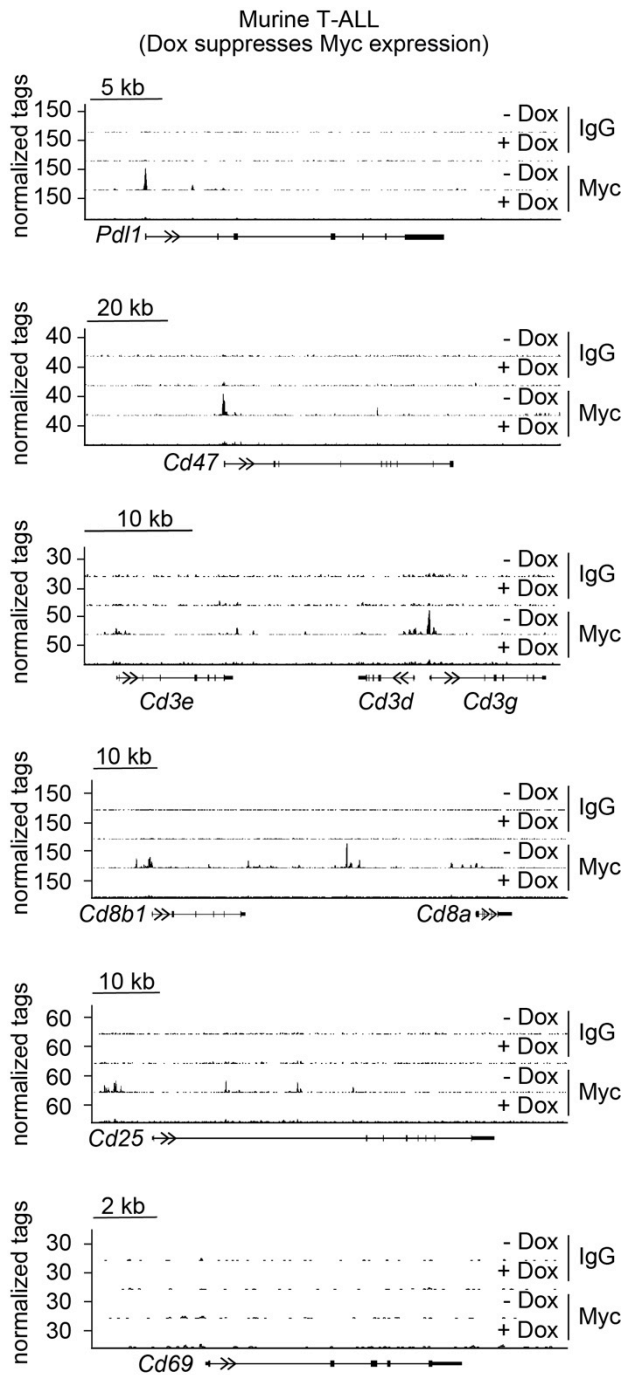 Murine T-ALL
(Dox suppresses Myc expression)
5 kb
normalized tags
150
150
150
150
- Dox
+ Dox
- Dox
+ Dox
IgG
Myc
Pdl1
20 kb
normalized tags
40
40
40
40
- Dox
+ Dox
- Dox
+ Dox
IgG
Myc
Cd47
10 kb
normalized tags
30
30
50
50
- Dox
+ Dox
- Dox
+ Dox
IgG
Myc
Cd3e Cd3d Cd3g
10 kb
normalized tags
150
150
150
150
- Dox
+ Dox
- Dox
+ Dox
IgG
Myc
Cd8b1 Cd8a
10 kb
normalized tags
60
60
60
60
- Dox
+ Dox
- Dox
+ Dox
IgG
Myc
Cd25
2 kb
normalized tags
30
30
30
30
- Dox
+ Dox
- Dox
+ Dox
IgG
Myc
Cd69